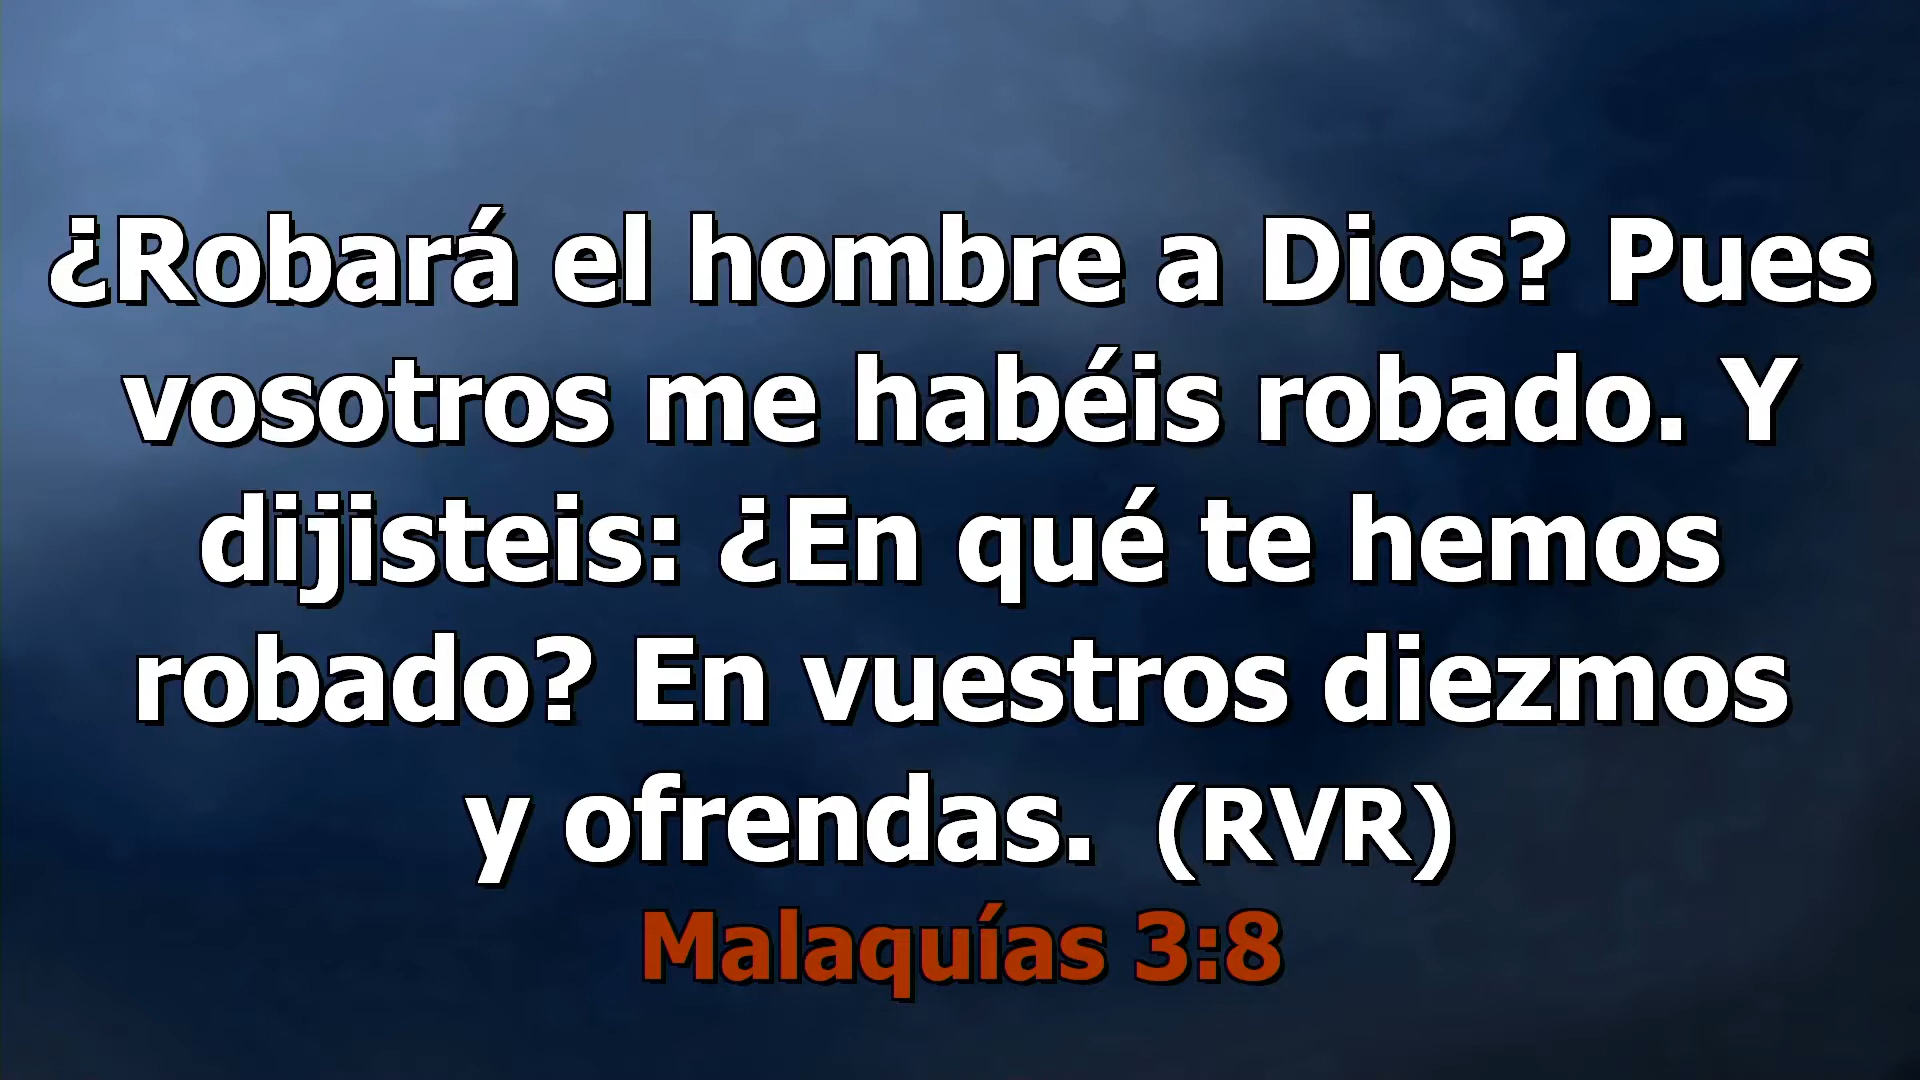 ¿Robará el hombre a Dios? Pues
vosotros me habéis robado. Y
dijisteis: ¿En qué te hemos
robado? En vuestros diezmos
y ofrendas. (RVR)
Malaquías 3:8